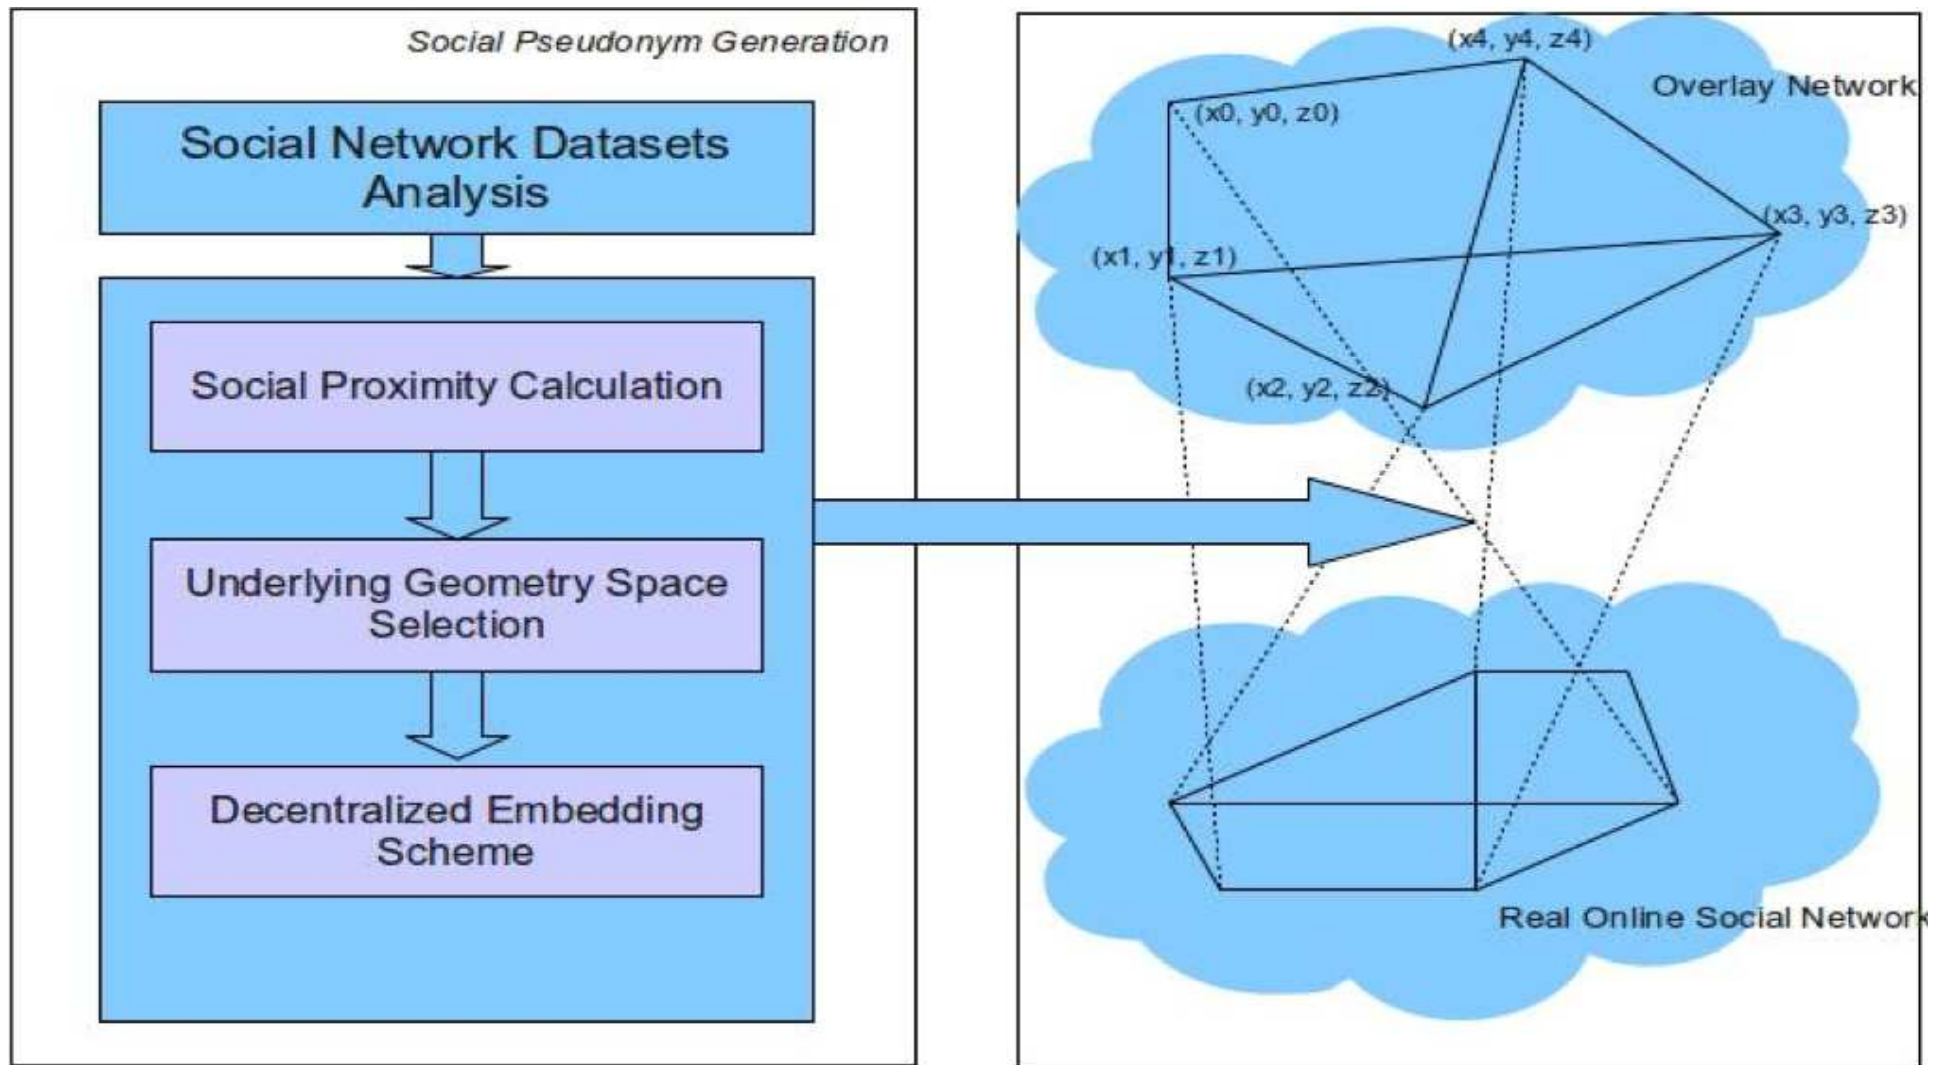 Social Pseudonym Generation
Social Network Datasets
Analysis
Social Proximity Calculation
Underlying Geometry Space
Selection
Decentralized Embedding
Scheme
(x4, y4, z4)
Overlay Network
(x0, y0, z0)
(x3, y3, z3)
(x1, y1, z1)
(x2, y2, z2)
Real Online Social Network